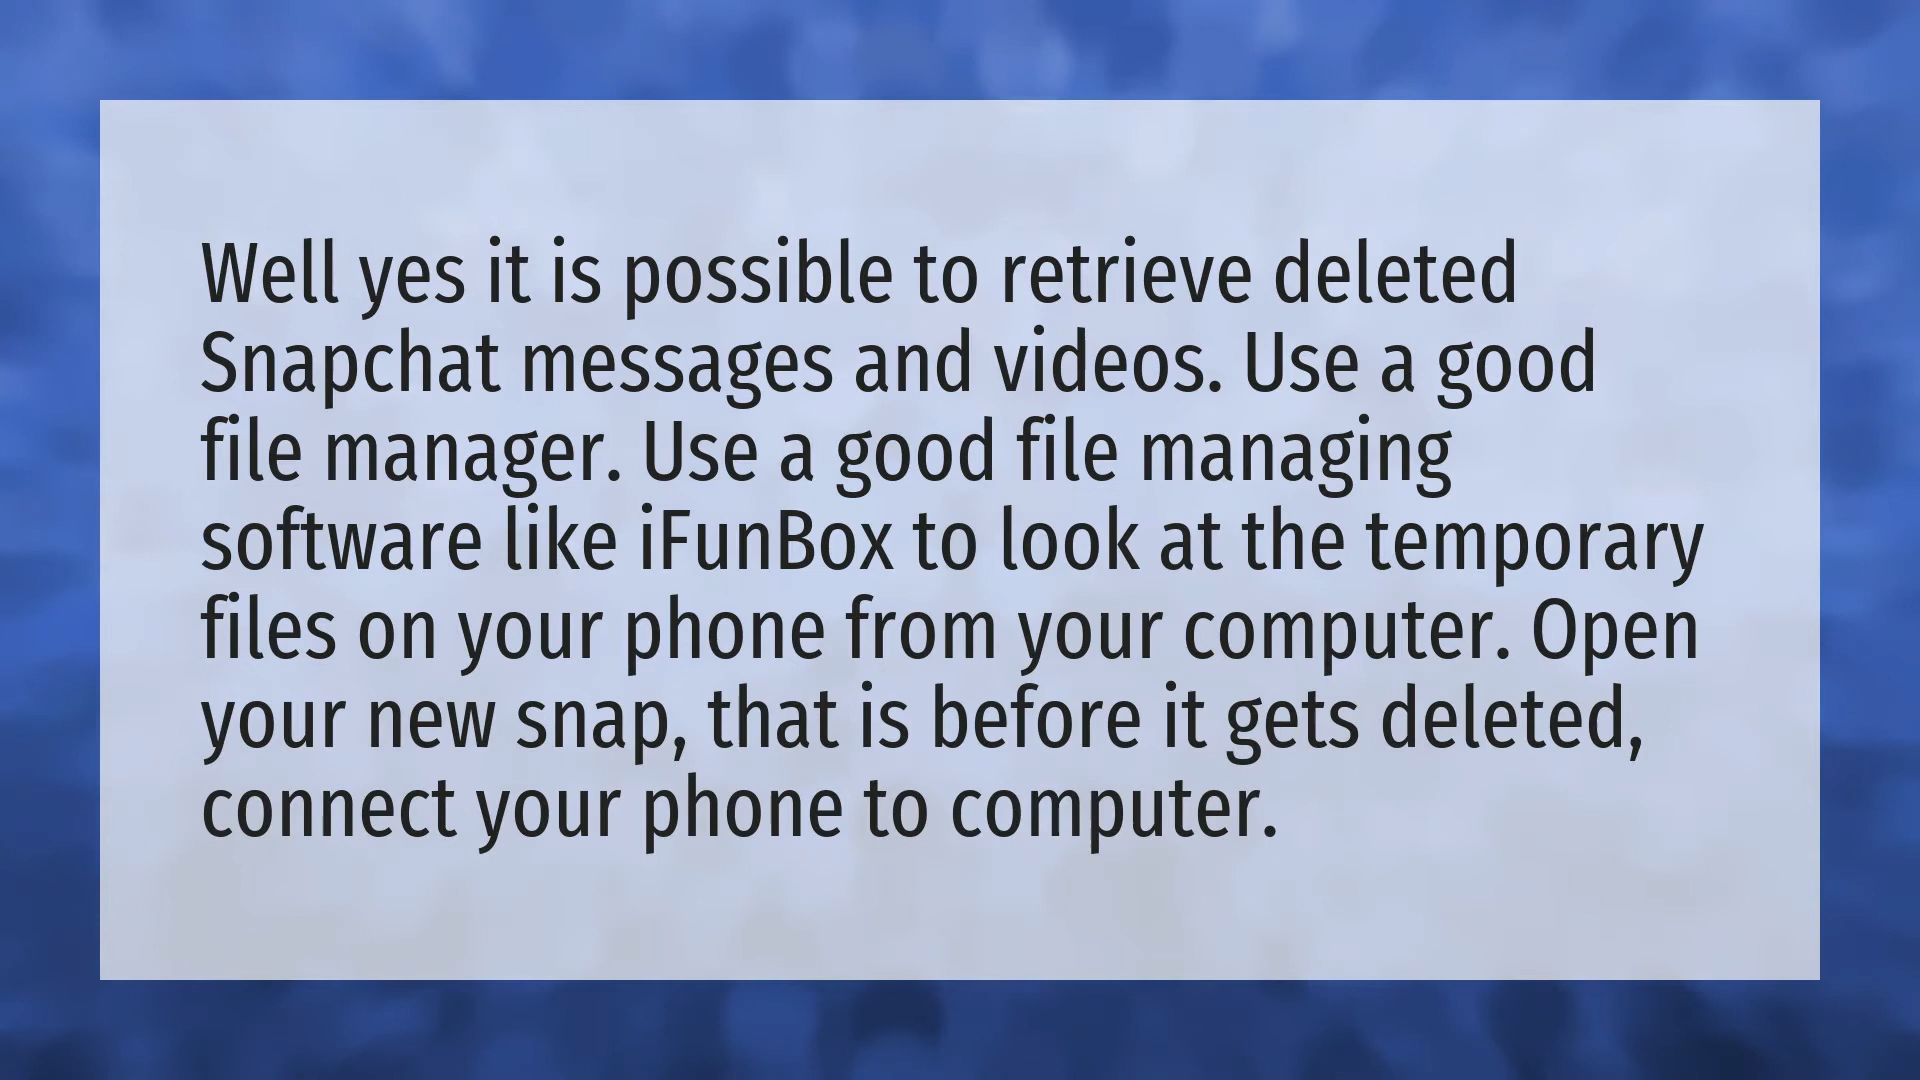 Well yes it is possible to retrieve deleted
Snapchat messages and videos. Use a good
file manager. Use a good file managing
software like iFunBox to look at the temporary
files on your phone from your computer. Open
your new snap, that is before it gets deleted,
connect your phone to computer.